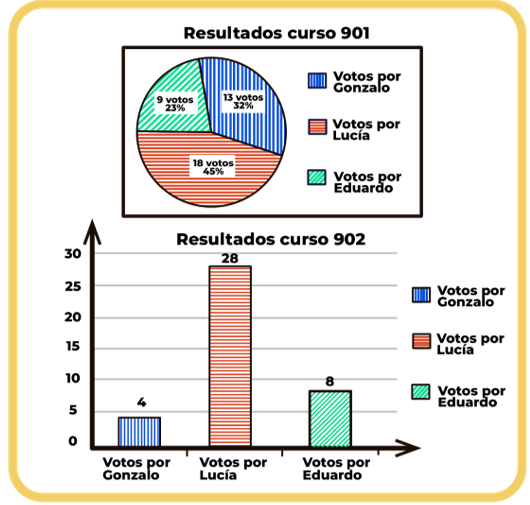 Resultados curso 901
9 votos
23%
13 votos
32%
18 votos
45%
Votos por
Gonzalo
Votos por
Lucía
Votos por
Eduardo
Resultados curso 902
30
25
20
15
10
5
0
4
28
8
Votos por
Gonzalo
Votos por
Lucía
Votos por
Eduardo
Votos por
Gonzalo
Votos por
Lucía
Votos por
Eduardo